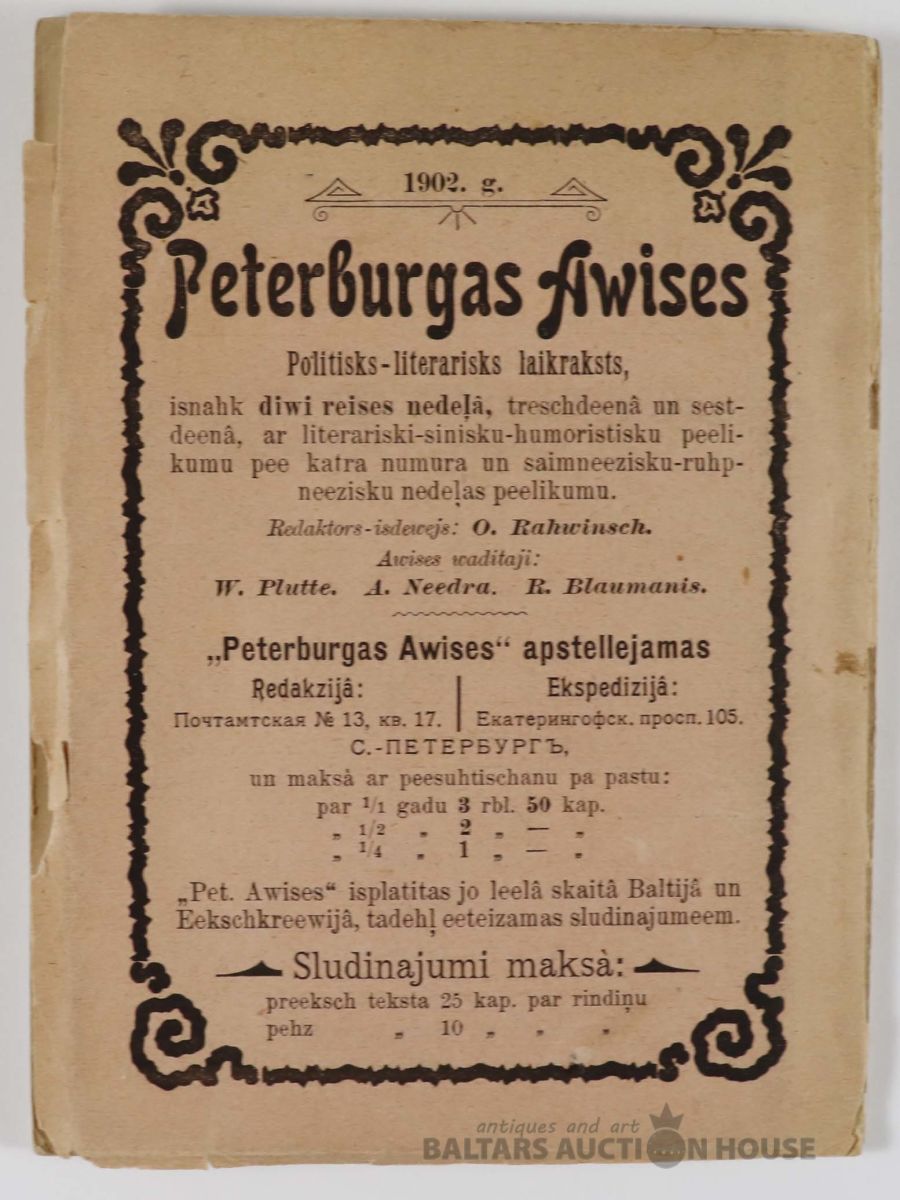 1902. g.
Peterburgas Awises
Politisks-literarisks laikraksts,
isnahk diwi reises nedeļâ, treschdeenâ un sest-
deenâ, ar literariski-sinisku-humoristisku peeli-
kumu pee katra numura un saimneezisku-ruhp-
neezisku nedeļas peelikumu.
Redaktors-isdewejs: O. Rahwinsch.
Awises waditaji:
W. Plutte. A. Needra. R. Blaumanis.
„Peterburgas Awises“ apstellejamas
Redakzijâ:
Почтамтская № 13, кв. 17.
Ekspedizijâ:
Екатерингофск. просп. 105.
С.-ПЕТЕРБУРГЪ,
un maksà ar peesuhtischanu pa pastu:
par 1/1 gadu 3 rbl. 50 kap.
„ 1/2 „ 2 „ — „
„ 1/4 „ 1 „ — „
„Pet. Awises“ isplatitas jo leelâ skaitâ Baltijâ un
Eekschkreewijâ, tadehļ eeteizamas sludinajumeem.
Sludinajumi maksà:
preeksch teksta 25 kap. par rindiņu
pehz „ 10 „ „ „
antiques and art
BALTARS AUCTION HOUSE